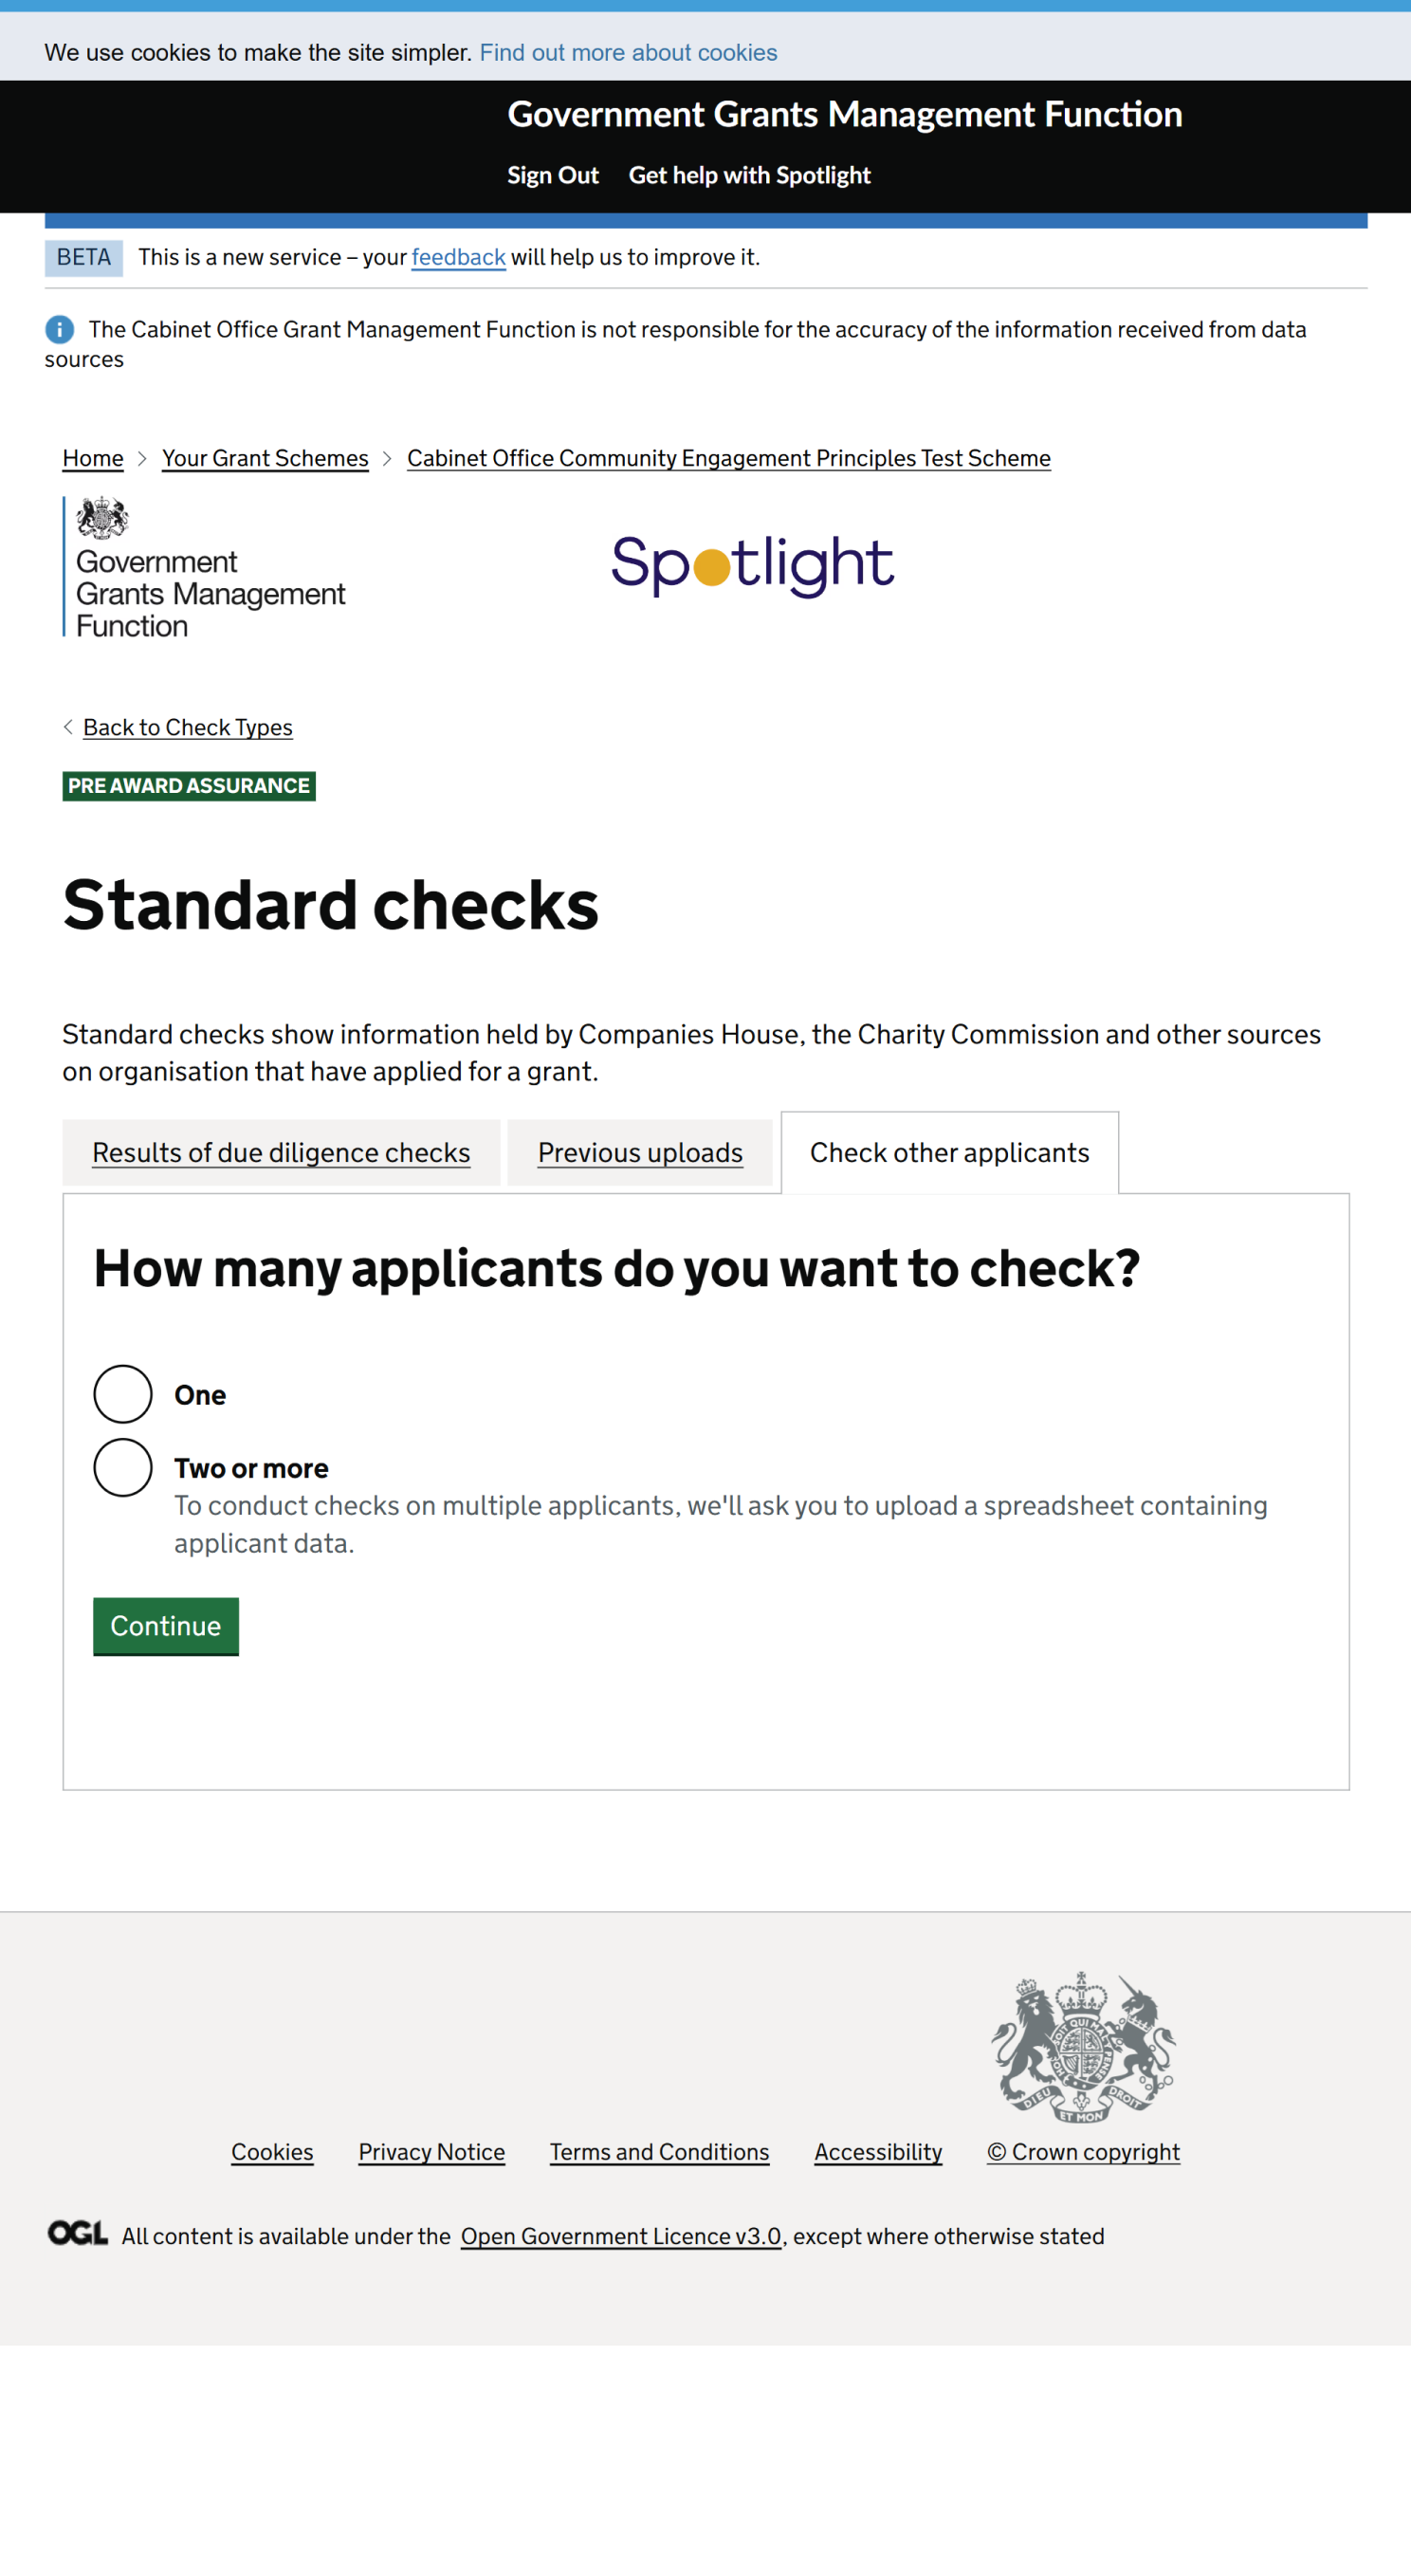 We use cookies to make the site simpler. Find out more about cookies
Government Grants Management Function
Sign Out Get help with Spotlight
BETA This is a new service – your feedback will help us to improve it.
The Cabinet Office Grant Management Function is not responsible for the accuracy of the information received from data
sources
Home > Your Grant Schemes > Cabinet Office Community Engagement Principles Test Scheme
Government
Grants Management
Function
Spotlight
< Back to Check Types
PRE AWARD ASSURANCE
Standard checks
Standard checks show information held by Companies House, the Charity Commission and other sources
on organisation that have applied for a grant.
Results of due diligence checks Previous uploads Check other applicants
How many applicants do you want to check?
One
Two or more
To conduct checks on multiple applicants, we'll ask you to upload a spreadsheet containing
applicant data.
Continue
DIEU ET MON DROIT
Cookies Privacy Notice Terms and Conditions Accessibility © Crown copyright
OGL All content is available under the Open Government Licence v3.0, except where otherwise stated